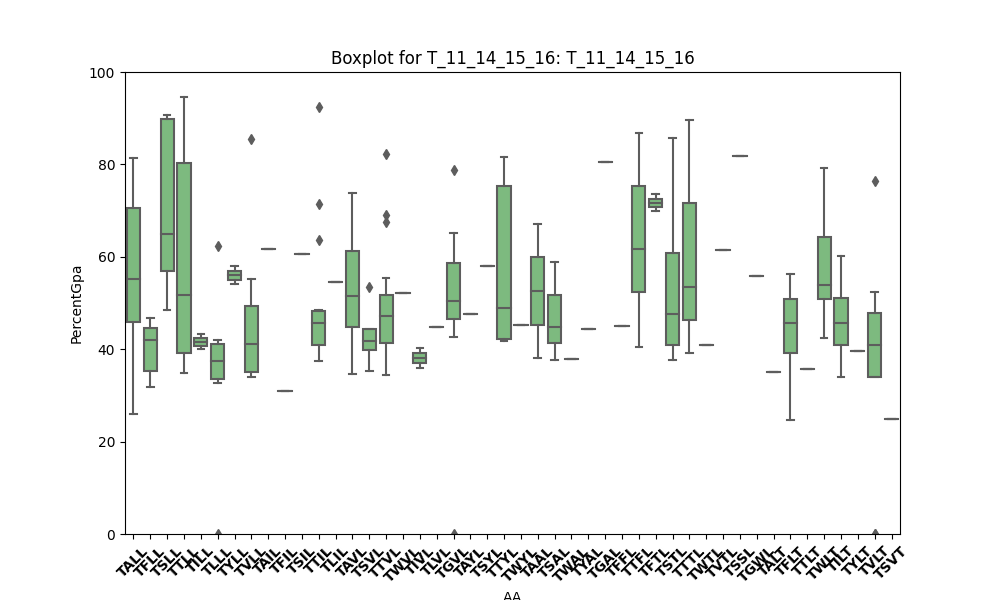 Boxplot for T_11_14_15_16: T_11_14_15_16
PercentGpa
100
80
60
40
20
0
TALL TFLL TSLL TTLL TILL TLLL TYLL TVLL TAIL TFIL TSIL TTIL TLIL TAVL TSVL TTVL TWVL TIVL TLVL TGVL TAYL TSYL TTYL TWYL TAAL TSAL TWAL TYAL TGAL TFFL TTFL TFTL TSTL TTTL TWTL TVTL TSSL TGWL TALT TFLT TTLT TWLT TILT TYLT TVLT TSVT
AA